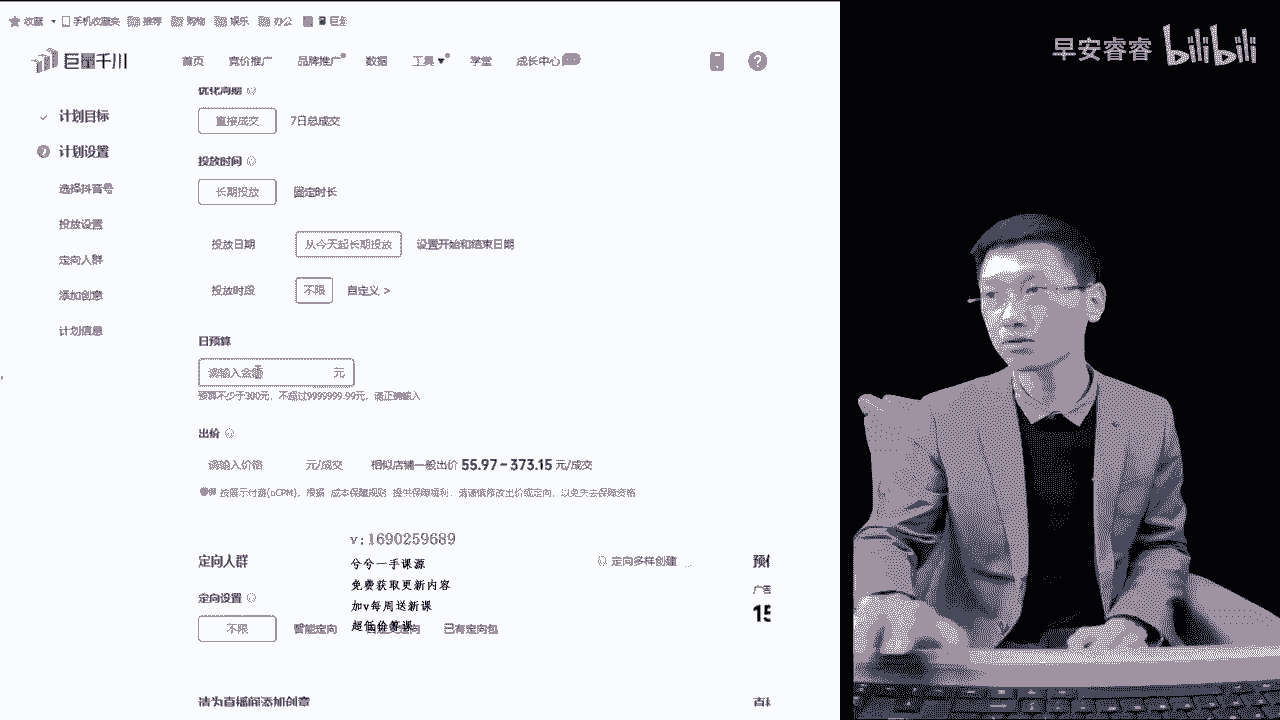 收藏 手机收藏夹 推荐 购物 娱乐 办公 巨量
早安睿睿 bilibili
巨量千川 首页 竞价推广 品牌推广 数据 工具 学堂 成长中心
优化周期
计划目标
直接成交 7日总成交
计划设置
投放时间
选择抖音号
长期投放 固定时长
投放设置
投放日期 从今天起长期投放 设置开始和结束日期
定向人群
投放时段 不限 自定义 >
添加创意
计划信息
日预算
请输入金额 元
预算不少于300元，不超过9999999.99元，请正确输入
出价
请输入价格 元/成交 相似店铺一般出价 55.97 ~ 373.15 元/成交
按展示付费(oCPM)，根据 成本保障规则 提供保障福利，请谨慎修改出价或定向，以免失去保障资格
v:1690259689
定向人群 兮兮一手课源 定向多样创建
免费获取更新内容
广告
定向设置 加v每周送新课
15
不限 智能定向 超低价售课 已有定向包
请为直播间添加创意